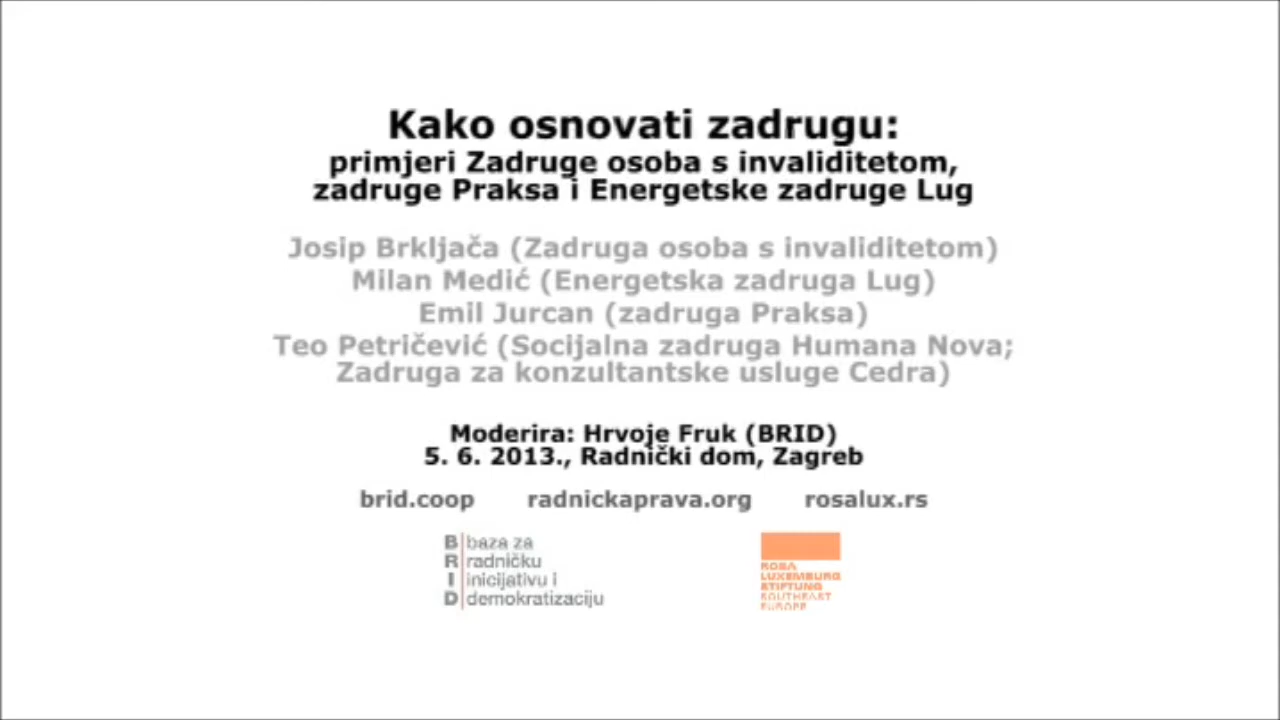 Kako osnovati zadrugu:
primjeri Zadruge osoba s invaliditetom,
zadruge Praksa i Energetske zadruge Lug
Josip Brkljača (Zadruga osoba s invaliditetom)
Milan Medić (Energetska zadruga Lug)
Emil Jurcan (zadruga Praksa)
Teo Petričević (Socijalna zadruga Humana Nova;
Zadruga za konzultantske usluge Cedra)
Moderira: Hrvoje Fruk (BRID)
5. 6. 2013., Radnički dom, Zagreb
brid.coop radnickaprava.org rosalux.rs
B baza za
R radničku
I inicijativu i
D demokratizaciju
ROSA
LUXEMBURG
STIFTUNG
SOUTHEAST
EUROPE